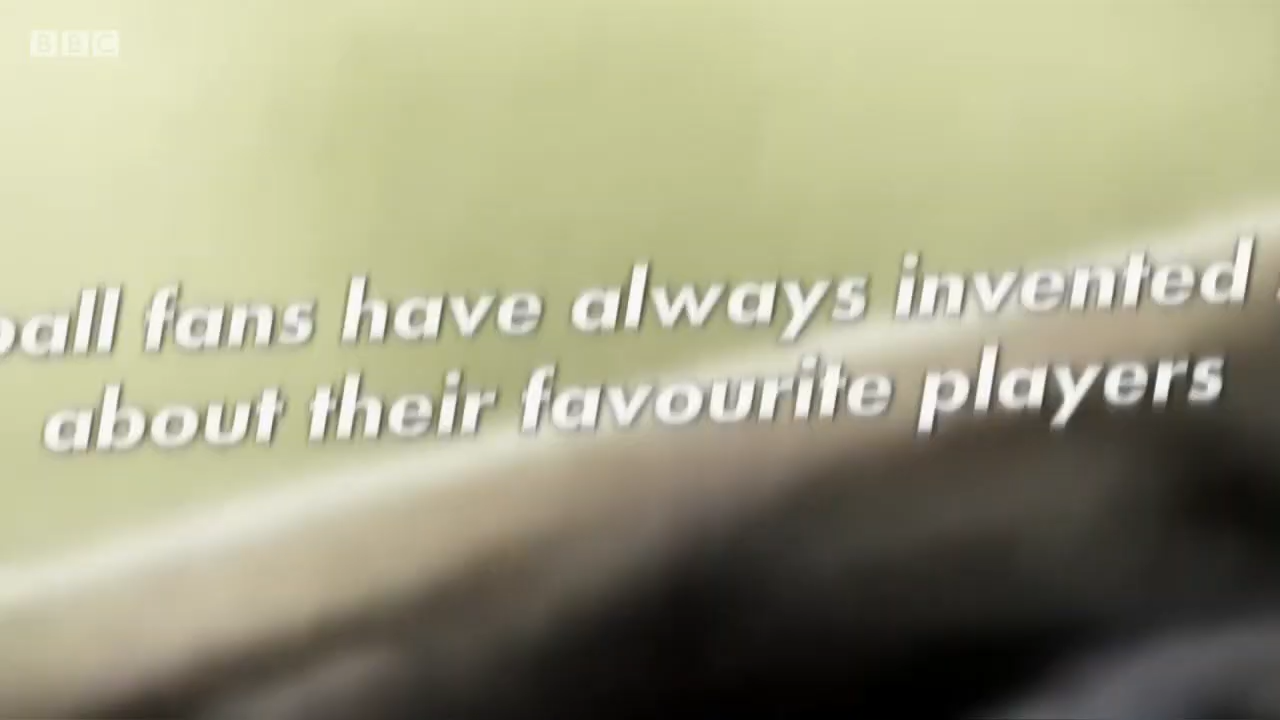 BBC
ball fans have always invented
about their favourite players